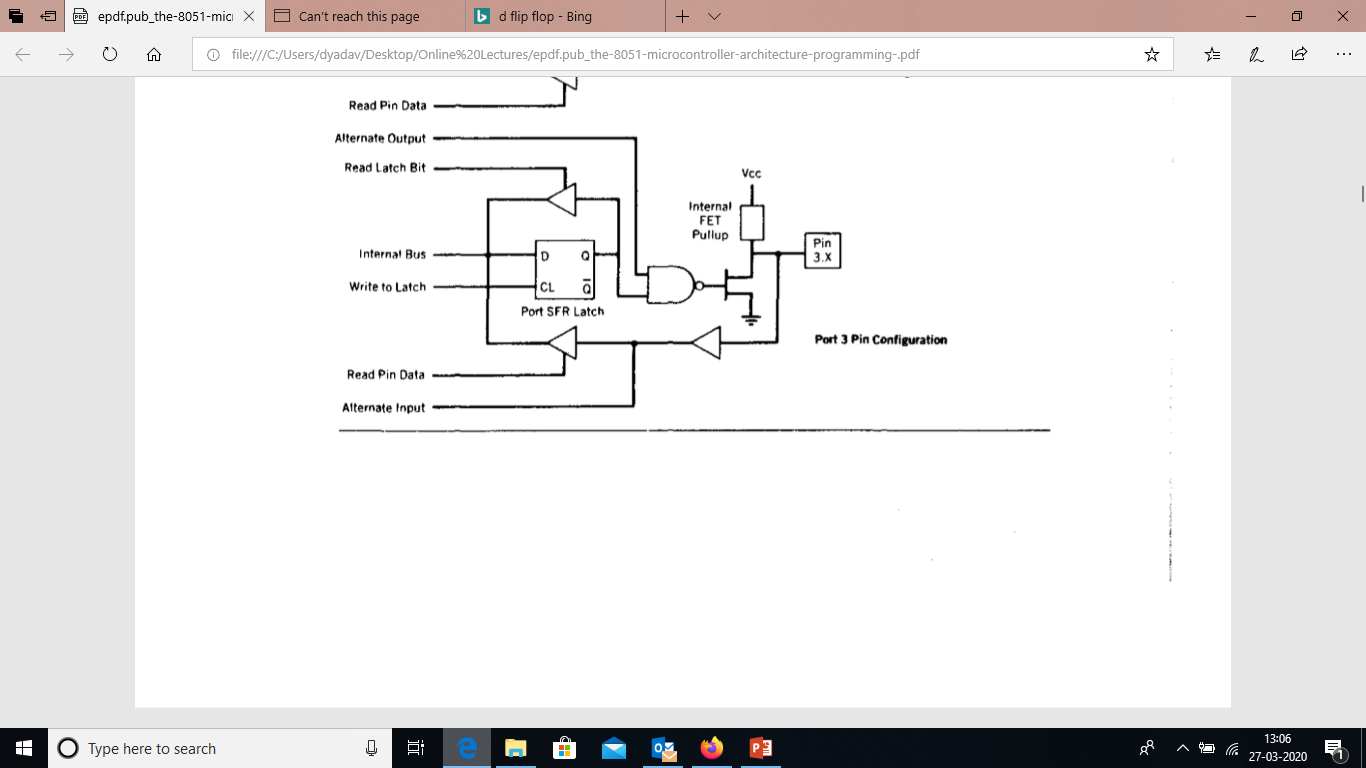 epdf.pub_the-8051-mic
Can't reach this page
d flip flop - Bing
file:///C:/Users/dyadav/Desktop/Online%20Lectures/epdf.pub_the-8051-microcontroller-architecture-programming-.pdf
Read Pin Data
Alternate Output
Read Latch Bit
Vcc
Internal
FET
Pullup
Pin
3.X
Internal Bus
D Q
Write to Latch
CL Q̅
Port SFR Latch
Port 3 Pin Configuration
Read Pin Data
Alternate Input
Type here to search
13:06
27-03-2020
1